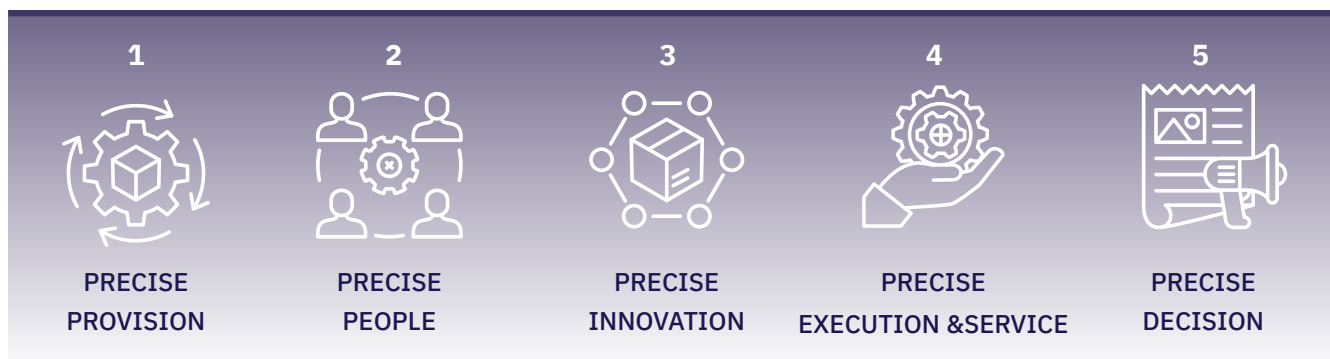 1
PRECISE
PROVISION
2
PRECISE
PEOPLE
3
PRECISE
INNOVATION
4
PRECISE
EXECUTION &SERVICE
5
PRECISE
DECISION